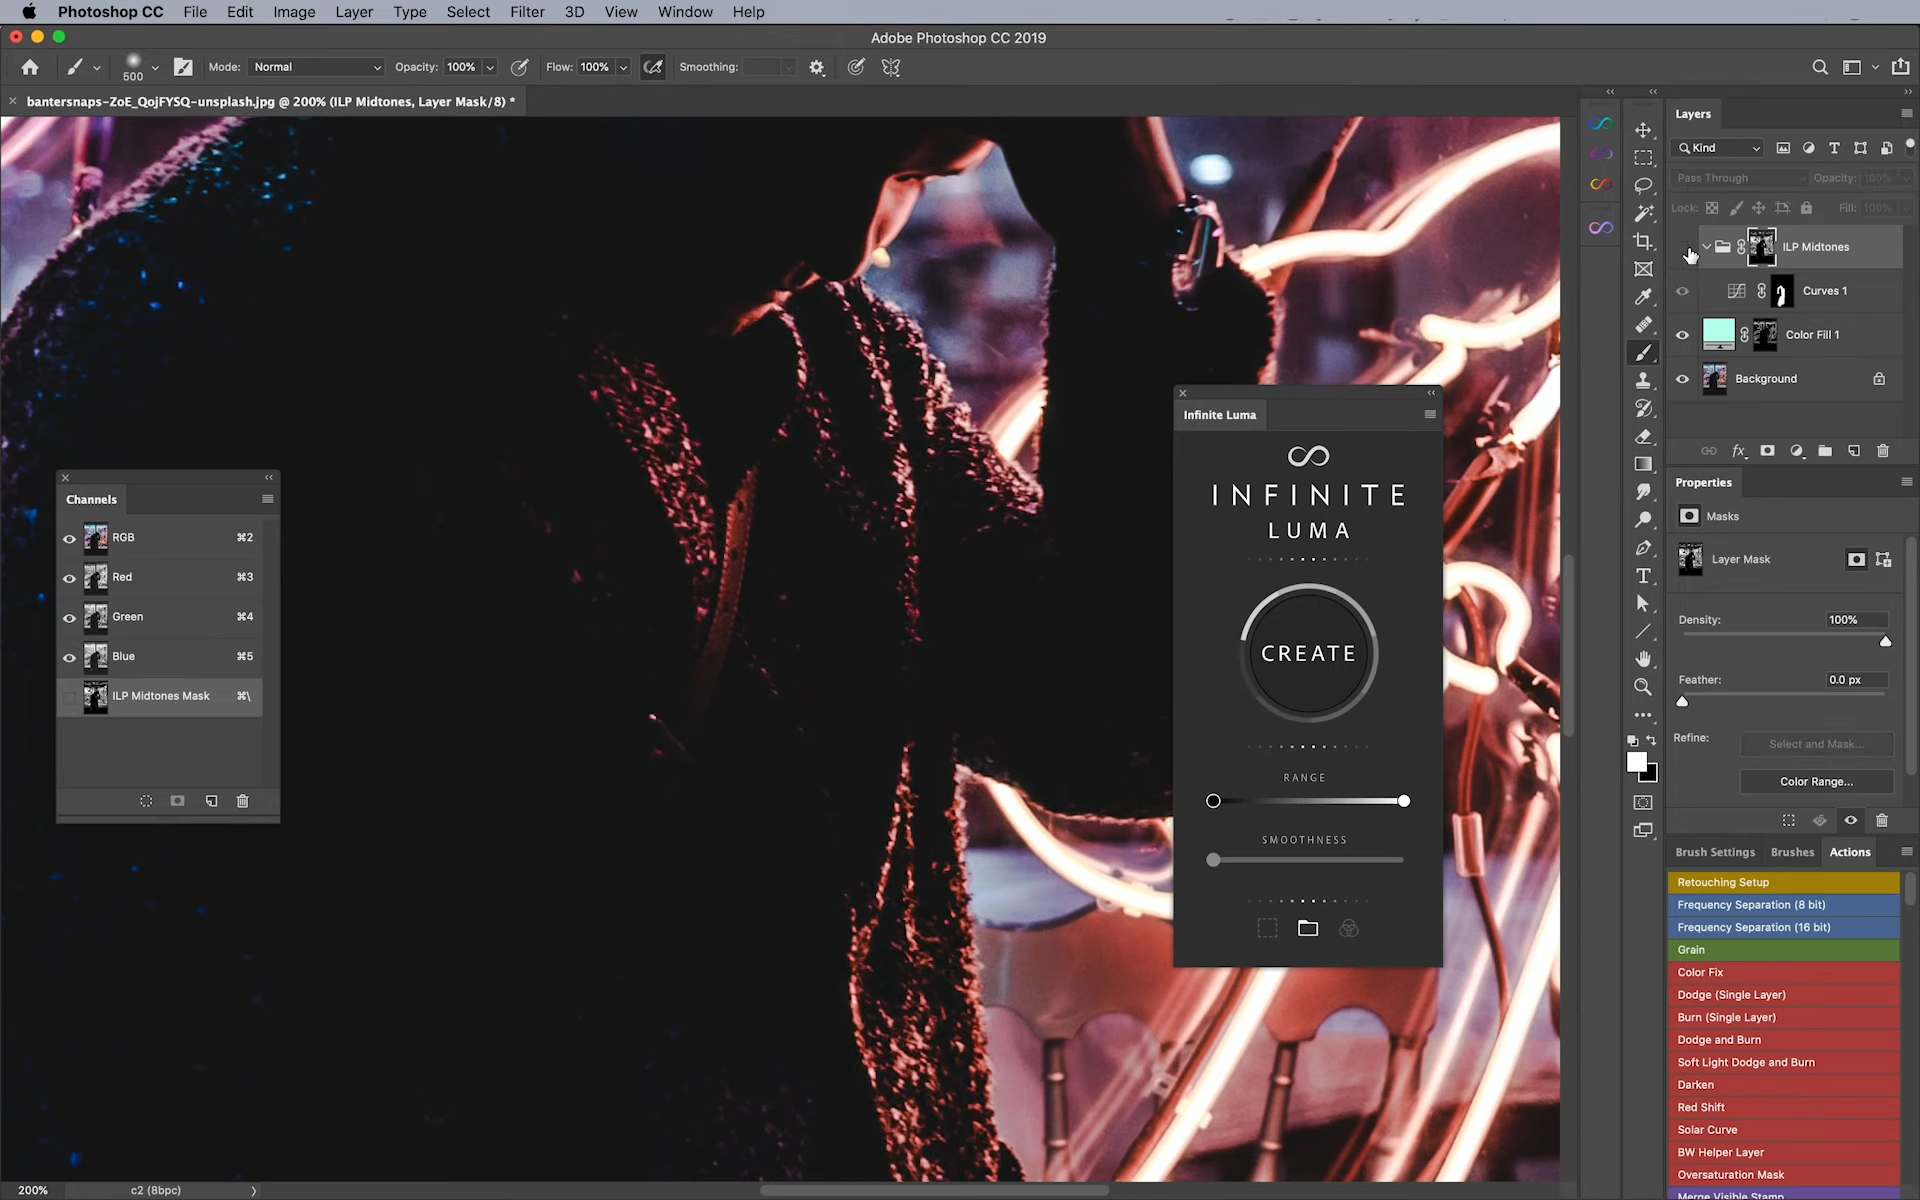 Photoshop CC File Edit Image Layer Type Select Filter 3D View Window Help
Adobe Photoshop CC 2019
500 Mode: Normal Opacity: 100% Flow: 100% Smoothing:
bantersnaps-ZoE_QojFYSQ-unsplash.jpg @ 200% (ILP Midtones, Layer Mask/8) *
Layers
Kind
Pass Through Opacity: 100%
Lock: Fill: 100%
ILP Midtones
Curves 1
Color Fill 1
Background
fx
Properties
Masks
Layer Mask
Density: 100%
Feather: 0.0 px
Refine: Select and Mask...
Color Range...
Brush Settings Brushes Actions
Retouching Setup
Frequency Separation (8 bit)
Frequency Separation (16 bit)
Grain
Color Fix
Dodge (Single Layer)
Burn (Single Layer)
Dodge and Burn
Soft Light Dodge and Burn
Darken
Red Shift
Solar Curve
BW Helper Layer
Oversaturation Mask
Merge Visible Stamp
Channels
RGB ⌘2
Red ⌘3
Green ⌘4
Blue ⌘5
ILP Midtones Mask ⌘\
Infinite Luma
INFINITE
LUMA
CREATE
RANGE
SMOOTHNESS
200% c2 (8bpc)